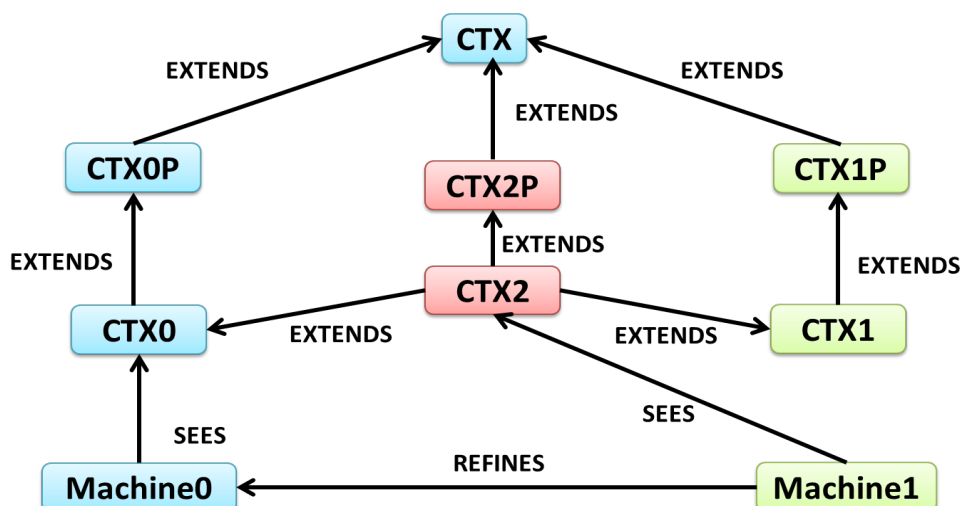 CTX
EXTENDS
EXTENDS
EXTENDS
CTX0P
CTX2P
CTX1P
EXTENDS
EXTENDS
EXTENDS
CTX2
CTX0
EXTENDS
EXTENDS
CTX1
SEES
SEES
Machine0
REFINES
Machine1